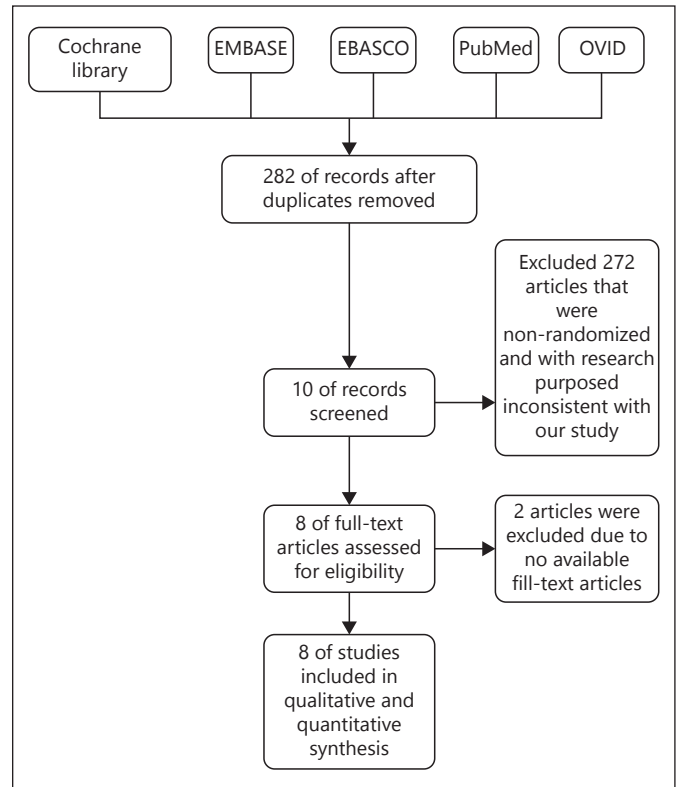 Cochrane
library
EMBASE
EBASCO
PubMed
OVID
282 of records after
duplicates removed
Excluded 272
articles that
were
non-randomized
and with research
purposed
inconsistent with
our study
10 of records
screened
8 of full-text
articles assessed
for eligibility
2 articles were
excluded due to
no available
fill-text articles
8 of studies
included in
qualitative and
quantitative
synthesis